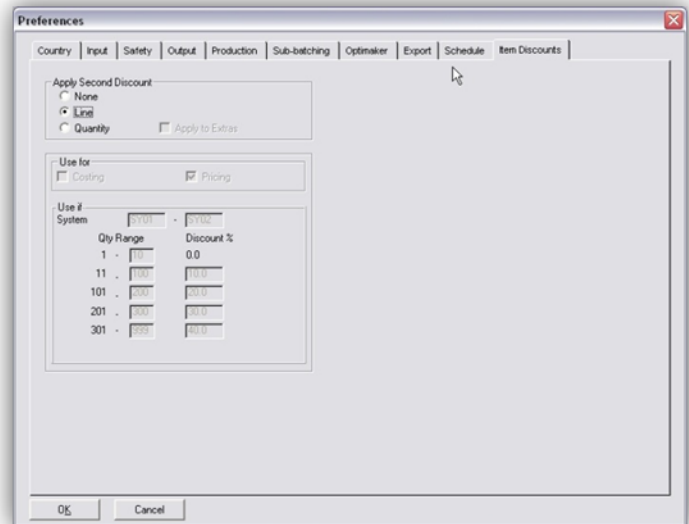 Preferences
Country Input Safety Output Production Sub-batching Optimaker Export Schedule Item Discounts
Apply Second Discount
None
Line
Quantity Apply to Extras
Use for
Costing Pricing
Use if
System SY01 - SY02
Qty Range Discount %
1 - 10 0.0
11 - 100 10.0
101 - 200 20.0
201 - 300 30.0
301 - 999 40.0
OK Cancel